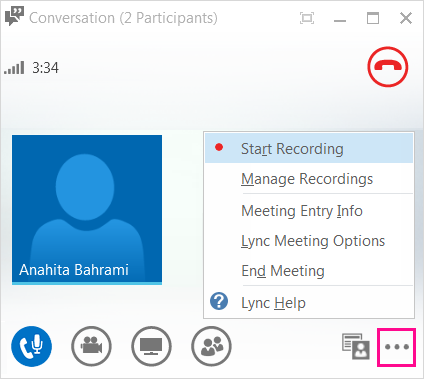 Conversation (2 Participants)
3:34
Anahita Bahrami
Start Recording
Manage Recordings
Meeting Entry Info
Lync Meeting Options
End Meeting
? Lync Help